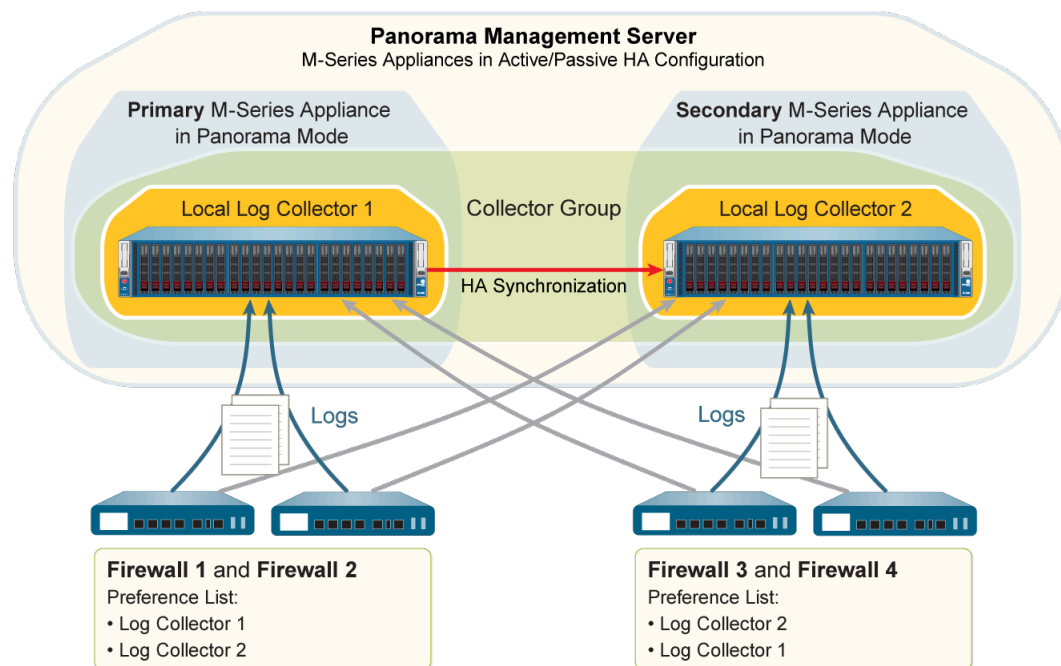 Panorama Management Server
M-Series Appliances in Active/Passive HA Configuration
Primary M-Series Appliance
in Panorama Mode
Secondary M-Series Appliance
in Panorama Mode
Local Log Collector 1
Collector Group
Local Log Collector 2
HA Synchronization
Logs
Logs
Firewall 1 and Firewall 2
Preference List:
• Log Collector 1
• Log Collector 2
Firewall 3 and Firewall 4
Preference List:
• Log Collector 2
• Log Collector 1